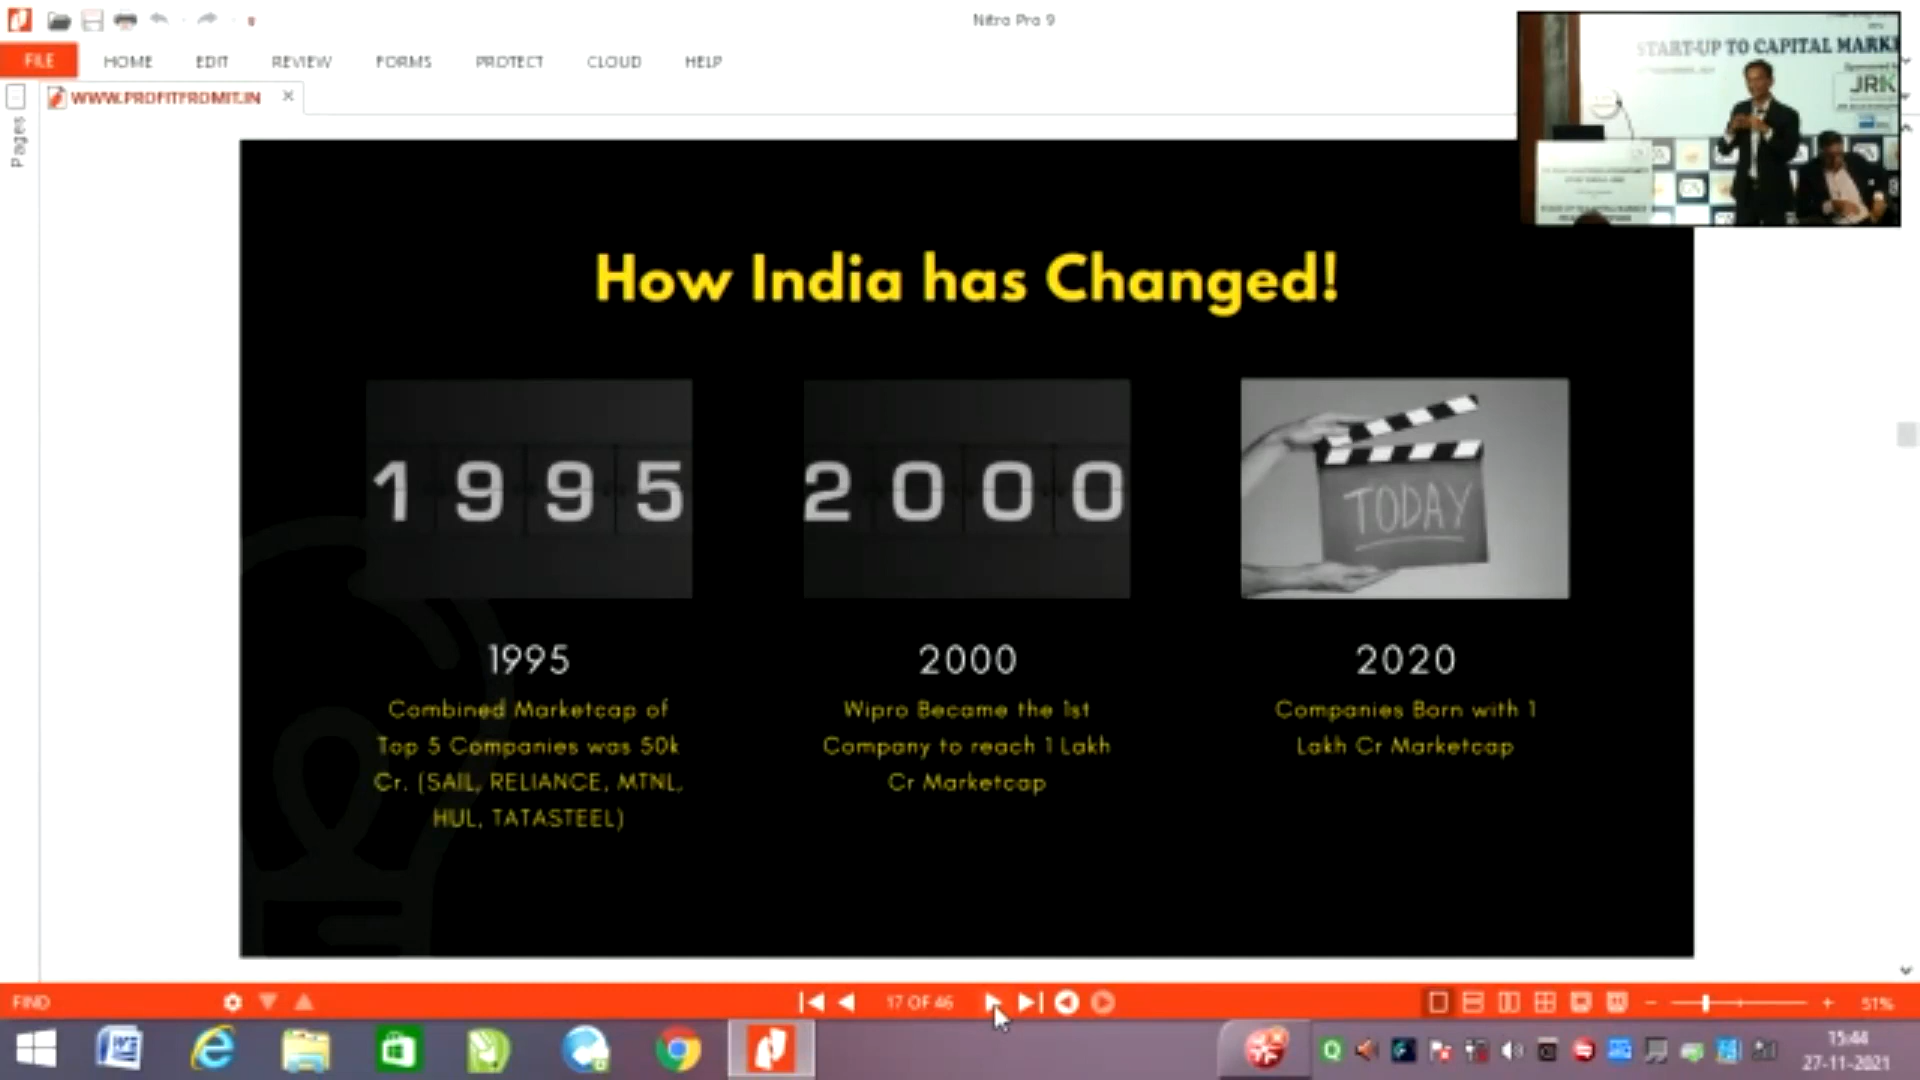 Nitro Pro 9
FILE HOME EDIT REVIEW FORMS PROTECT CLOUD HELP
START-UP TO CAPITAL MARK
JRK
WWW.PROFITFROMIT.IN
Pages
How India has Changed!
1995
2000
TODAY
1995
Combined Marketcap of
Top 5 Companies was 50k
Cr. (SAIL, RELIANCE, MTNL,
HUL, TATASTEEL)
2000
Wipro Became the 1st
Company to reach 1 Lakh
Cr Marketcap
2020
Companies Born with 1
Lakh Cr Marketcap
FIND
17 OF 46
51%
15:44
27-11-2021